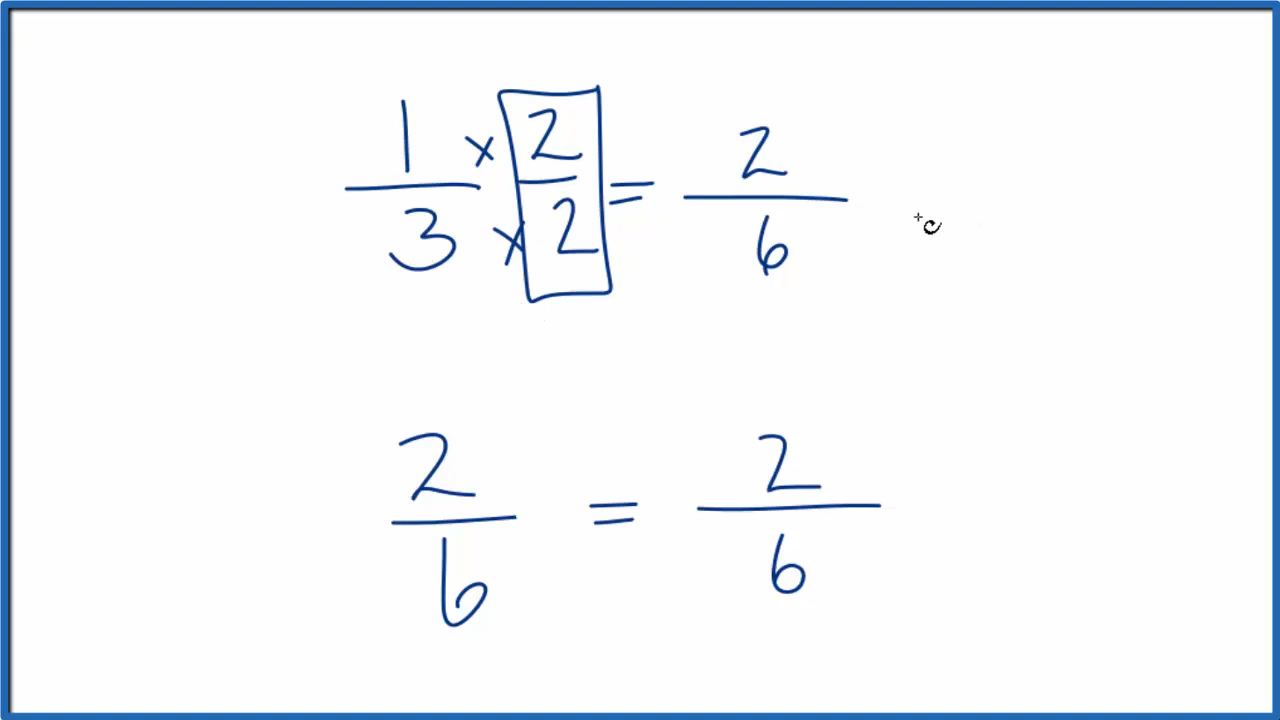 1 × 2 = 2
3 × 2 6
2 = 2
6 6